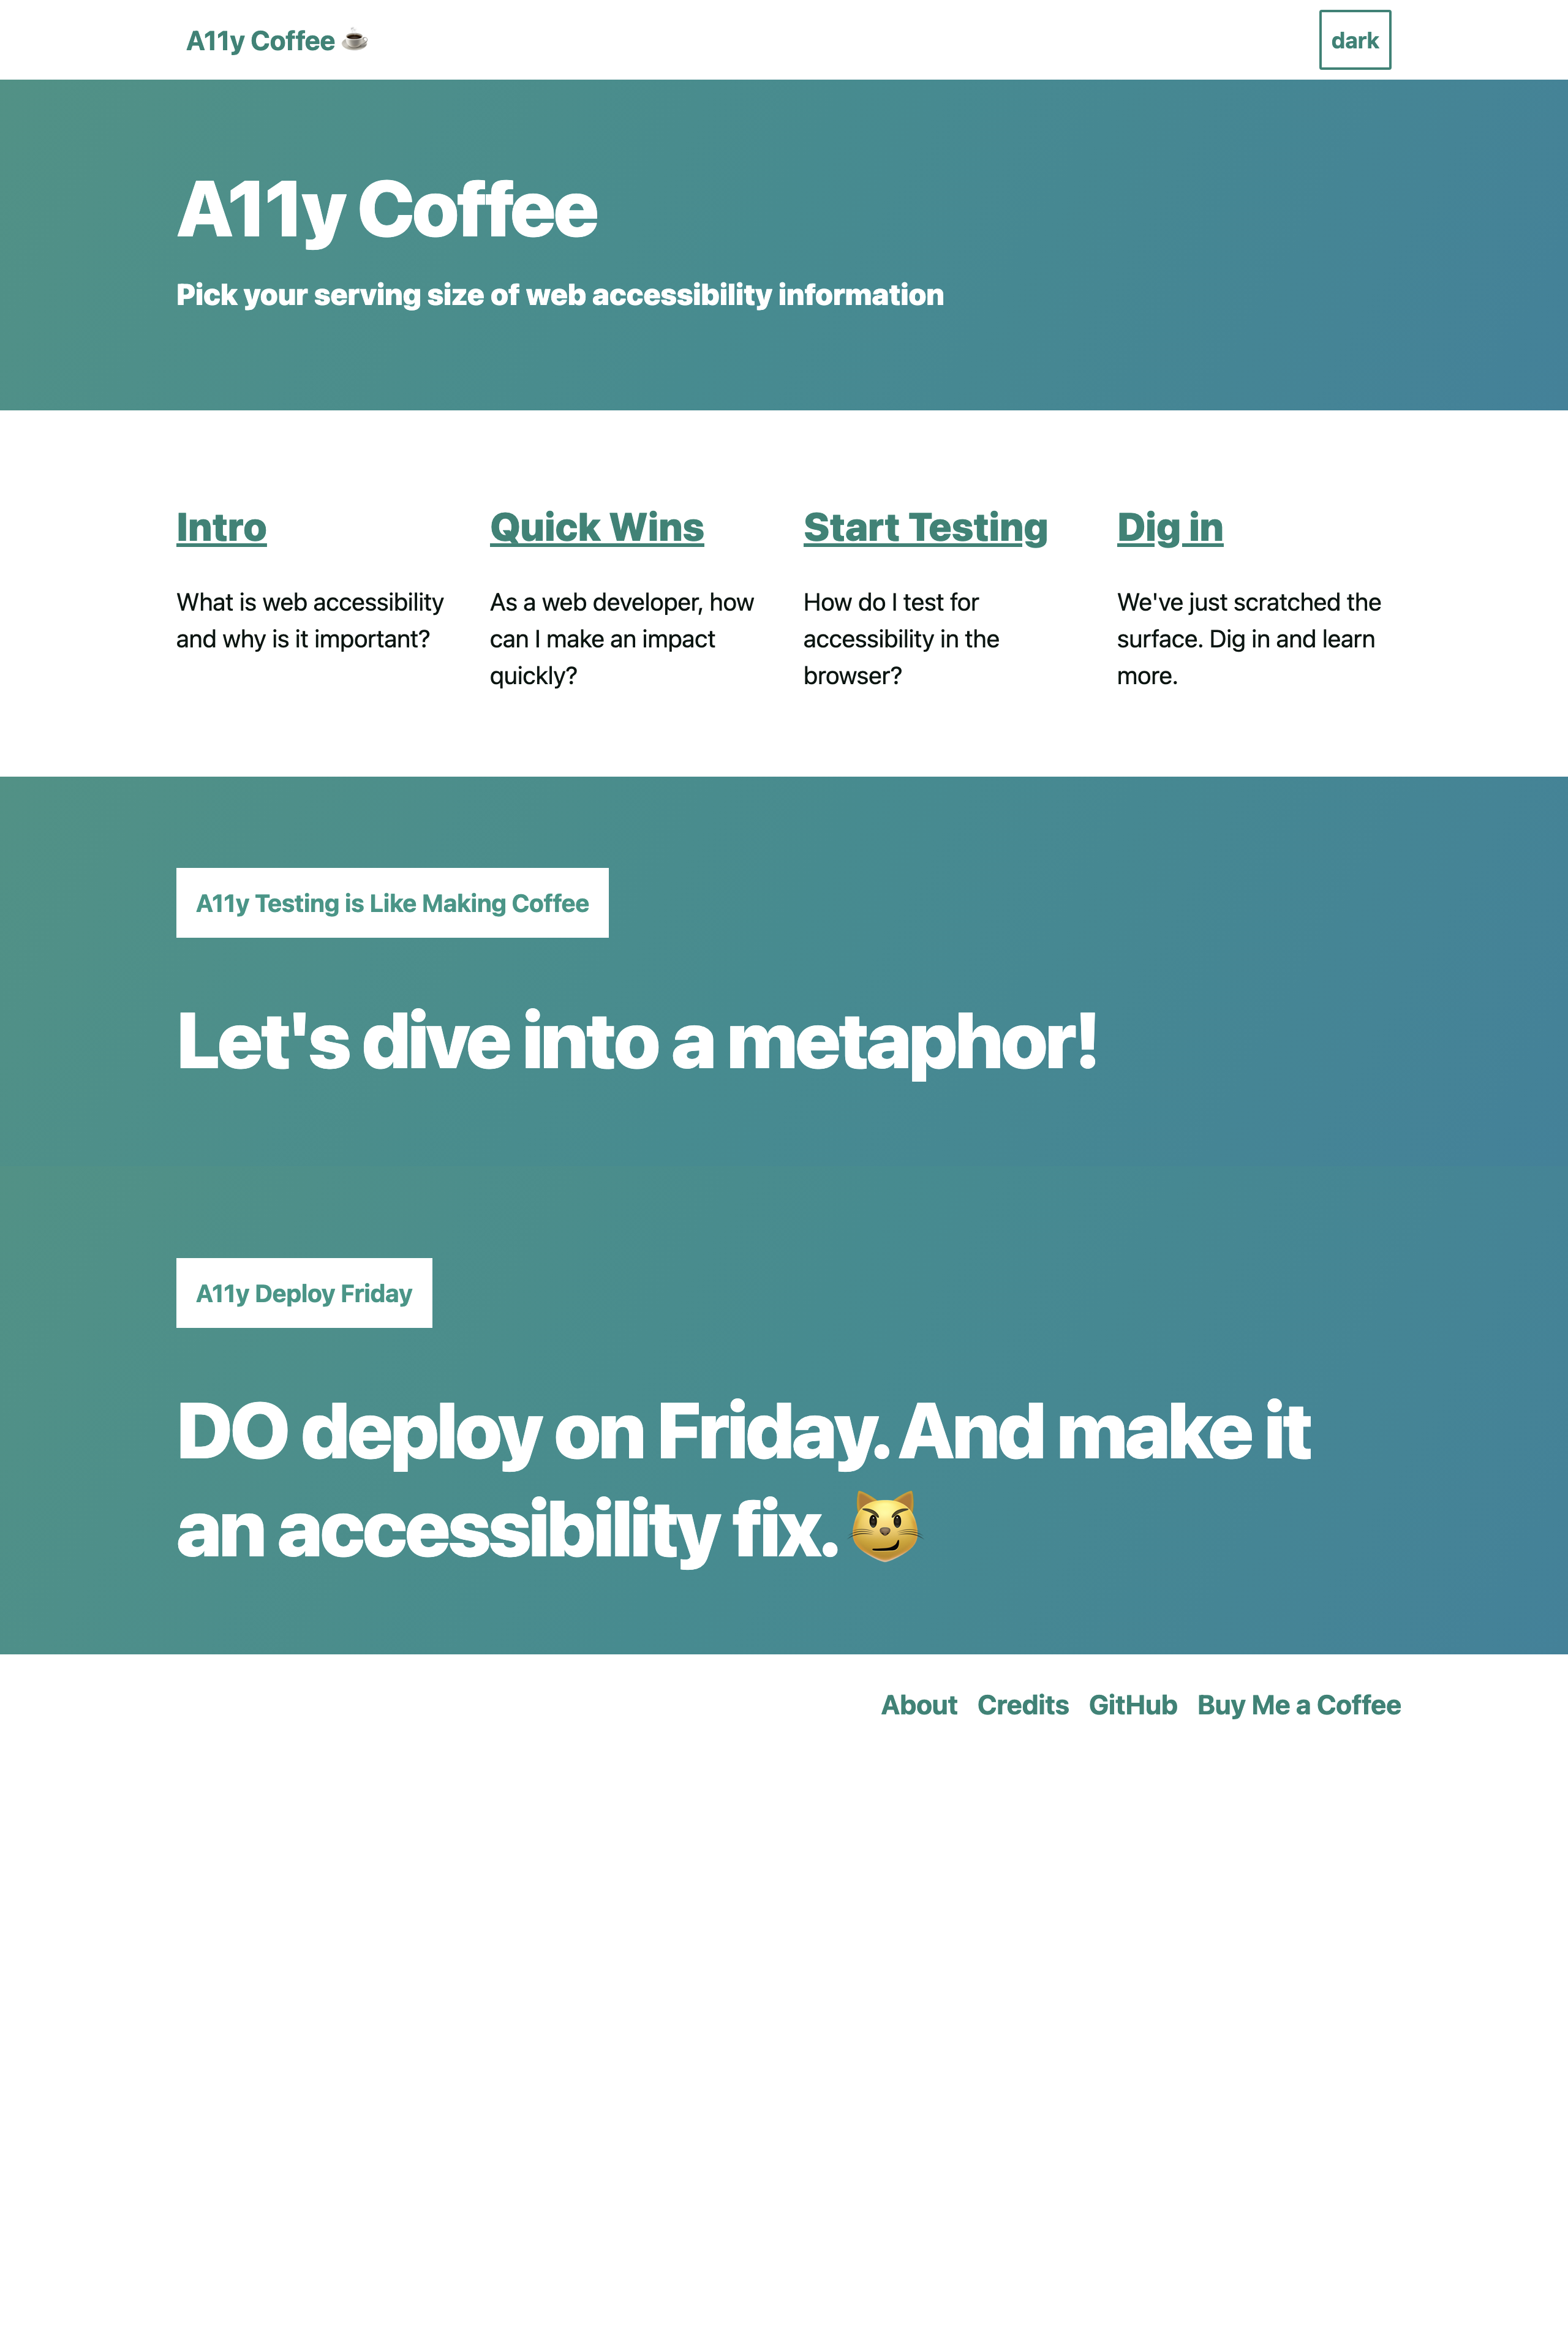 A11y Coffee ☕
dark
A11y Coffee
Pick your serving size of web accessibility information
Intro
What is web accessibility
and why is it important?
Quick Wins
As a web developer, how
can I make an impact
quickly?
Start Testing
How do I test for
accessibility in the
browser?
Dig in
We've just scratched the
surface. Dig in and learn
more.
A11y Testing is Like Making Coffee
Let's dive into a metaphor!
A11y Deploy Friday
DO deploy on Friday. And make it
an accessibility fix. 😼
About Credits GitHub Buy Me a Coffee